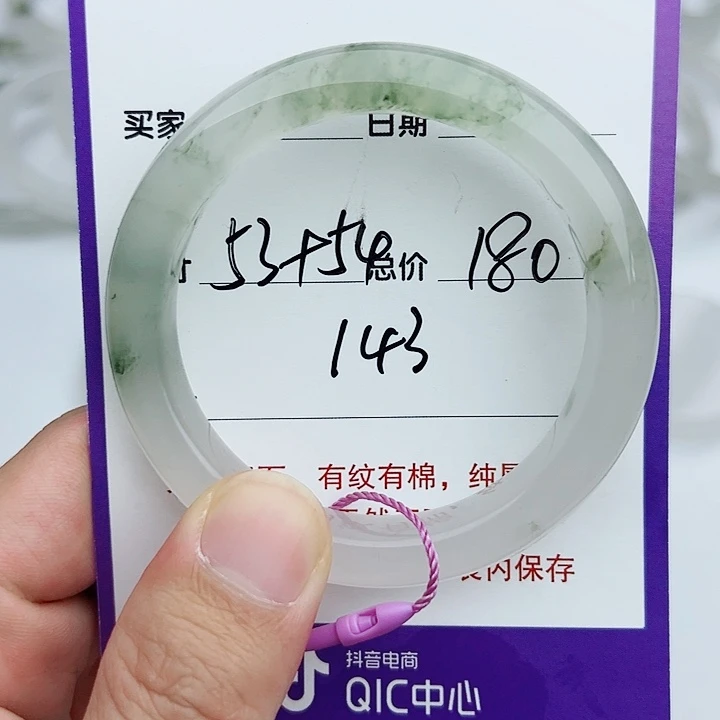 买家 日期
53+54 总价 180
143
有纹有棉，纯
内保存
抖音电商
QIC中心